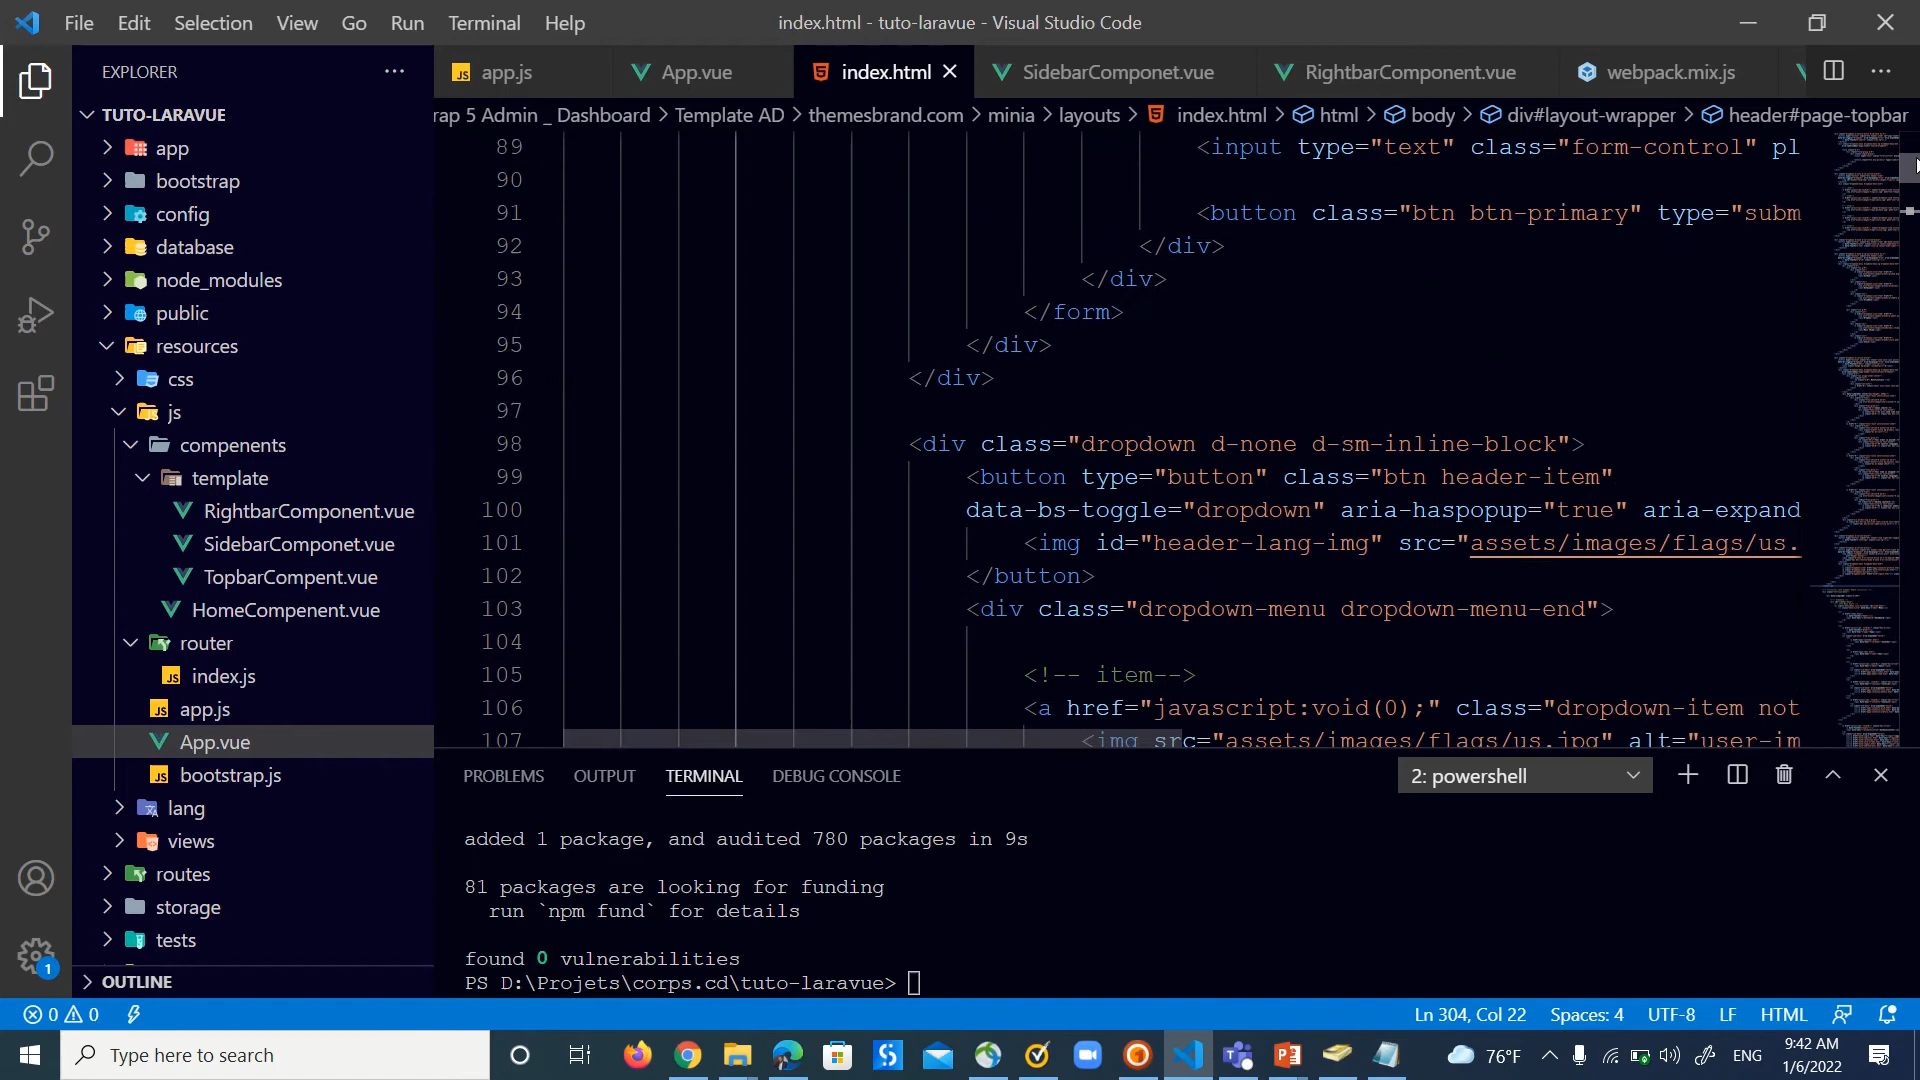 File Edit Selection View Go Run Terminal Help index.html - tuto-laravue - Visual Studio Code
EXPLORER
app.js App.vue index.html SidebarComponet.vue RightbarComponent.vue webpack.mix.js
rap 5 Admin _ Dashboard > Template AD > themesbrand.com > minia > layouts > index.html > html > body > div#layout-wrapper > header#page-topbar
TUTO-LARAVUE
app
bootstrap
config
database
node_modules
public
resources
css
js
compenents
template
RightbarComponent.vue
SidebarComponet.vue
TopbarCompent.vue
HomeCompenent.vue
router
index.js
app.js
App.vue
bootstrap.js
lang
views
routes
storage
tests
OUTLINE
89 <input type="text" class="form-control" pl
90
91 <button class="btn btn-primary" type="subm
92 </div>
93 </div>
94 </form>
95 </div>
96 </div>
97
98 <div class="dropdown d-none d-sm-inline-block">
99 <button type="button" class="btn header-item"
100 data-bs-toggle="dropdown" aria-haspopup="true" aria-expand
101 <img id="header-lang-img" src="assets/images/flags/us.
102 </button>
103 <div class="dropdown-menu dropdown-menu-end">
104
105 <!-- item-->
106 <a href="javascript:void(0);" class="dropdown-item not
107 <img src="assets/images/flags/us.jpg" alt="user-im
PROBLEMS OUTPUT TERMINAL DEBUG CONSOLE 2: powershell
added 1 package, and audited 780 packages in 9s
81 packages are looking for funding
run `npm fund` for details
found 0 vulnerabilities
PS D:\Projets\corps.cd\tuto-laravue>
1
0 0 Ln 304, Col 22 Spaces: 4 UTF-8 LF HTML
Type here to search 76°F ENG 9:42 AM
1/6/2022